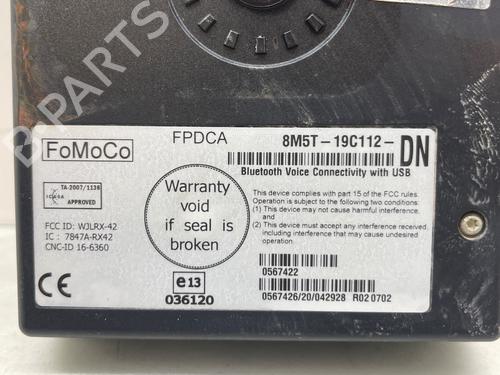 B-PARTS
FoMoCo
FPDCA
8M5T-19C112-DN
Bluetooth Voice Connectivity with USB
TA-2007/1138
APPROVED
Warranty
void
if seal is
broken
This device complies with part 15 of the FCC rules.
Operation is subject to the following two conditions:
(1) This device may not cause harmful interference,
and
(2) This device must accept any interference received,
including interference that may cause undesired
operation.
FCC ID: WJLRX-42
IC : 7847A-RX42
CNC-ID 16-6360
CE
e13
036120
0567422
0567426/20/042928 R02 0702